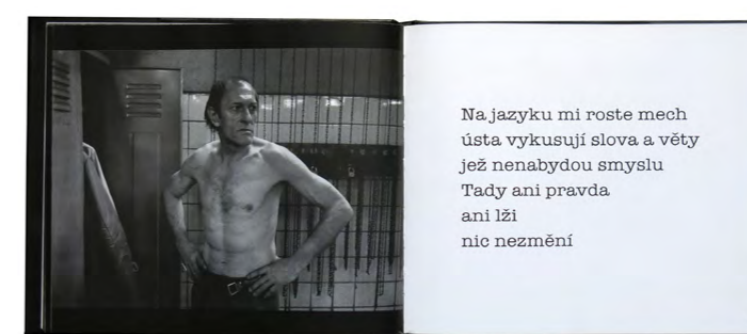 Na jazyku mi roste mech
ústa vykusují slova a věty
jež nenabydou smyslu
Tady ani pravda
ani lži
nic nezmění